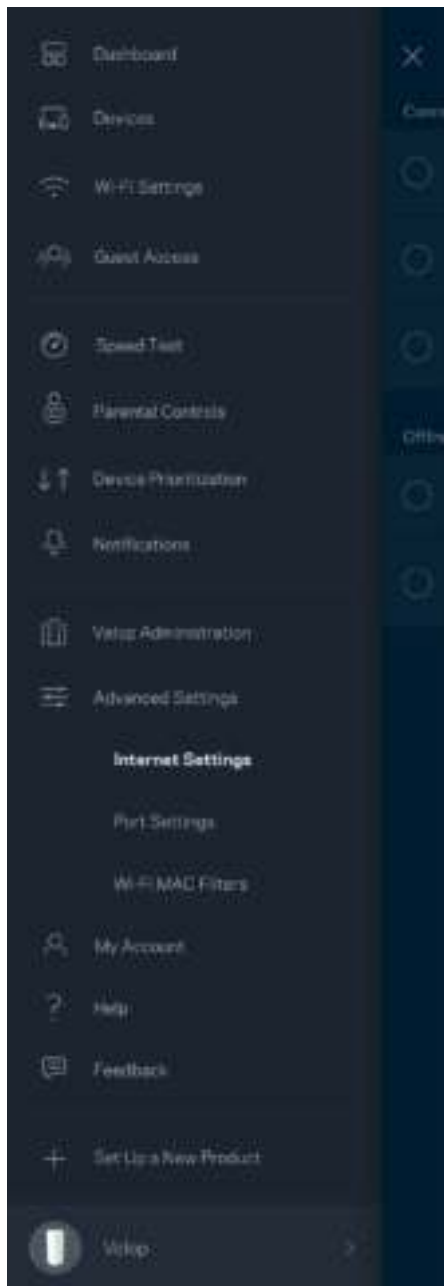 Dashboard
Devices
Wi-Fi Settings
Guest Access
Speed Test
Parental Controls
Device Prioritization
Notifications
Velop Administration
Advanced Settings
Internet Settings
Port Settings
Wi-Fi MAC Filters
My Account
Help
Feedback
Set Up a New Product
Velop